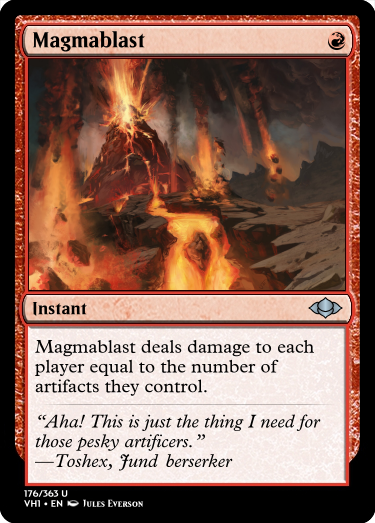 Magmablast
Instant
Magmablast deals damage to each
player equal to the number of
artifacts they control.
“Aha! This is just the thing I need for
those pesky artificers.”
—Toshex, Jund berserker
176/363 U
VH1 • EN Jules Everson